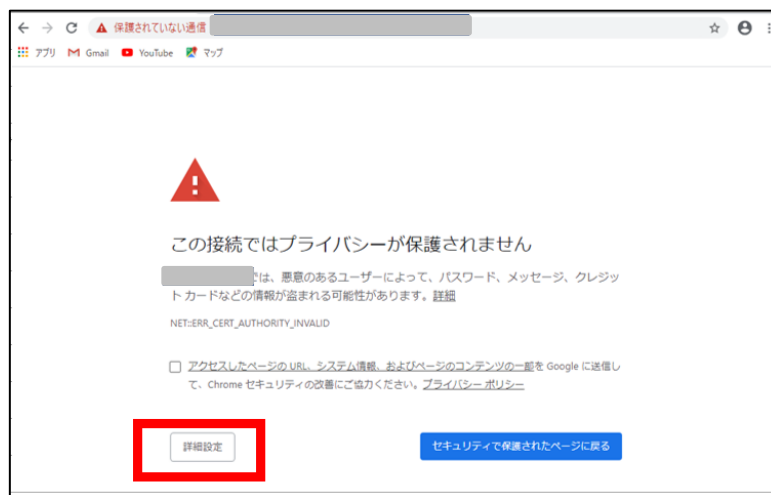 保護されていない通信
アプリ Gmail YouTube マップ
この接続ではプライバシーが保護されません
では、悪意のあるユーザーによって、パスワード、メッセージ、クレジッ
ト カードなどの情報が盗まれる可能性があります。詳細
NET::ERR_CERT_AUTHORITY_INVALID
アクセスしたページの URL、システム情報、およびページのコンテンツの一部を Google に送信し
て、Chrome セキュリティの改善にご協力ください。プライバシー ポリシー
詳細設定 セキュリティで保護されたページに戻る